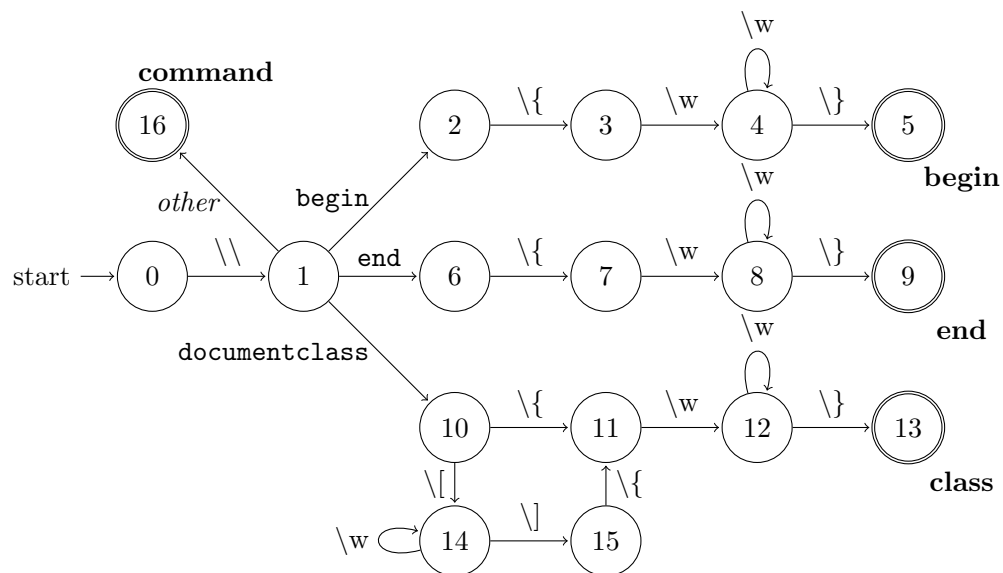 \w
command
16 2 \{ 3 \w 4 \} 5
other begin \w begin
start 0 \\ 1 end 6 \{ 7 \w 8 \} 9
documentclass \w end
10 \{ 11 \w 12 \} 13
\[ \{ class
\w 14 \] 15